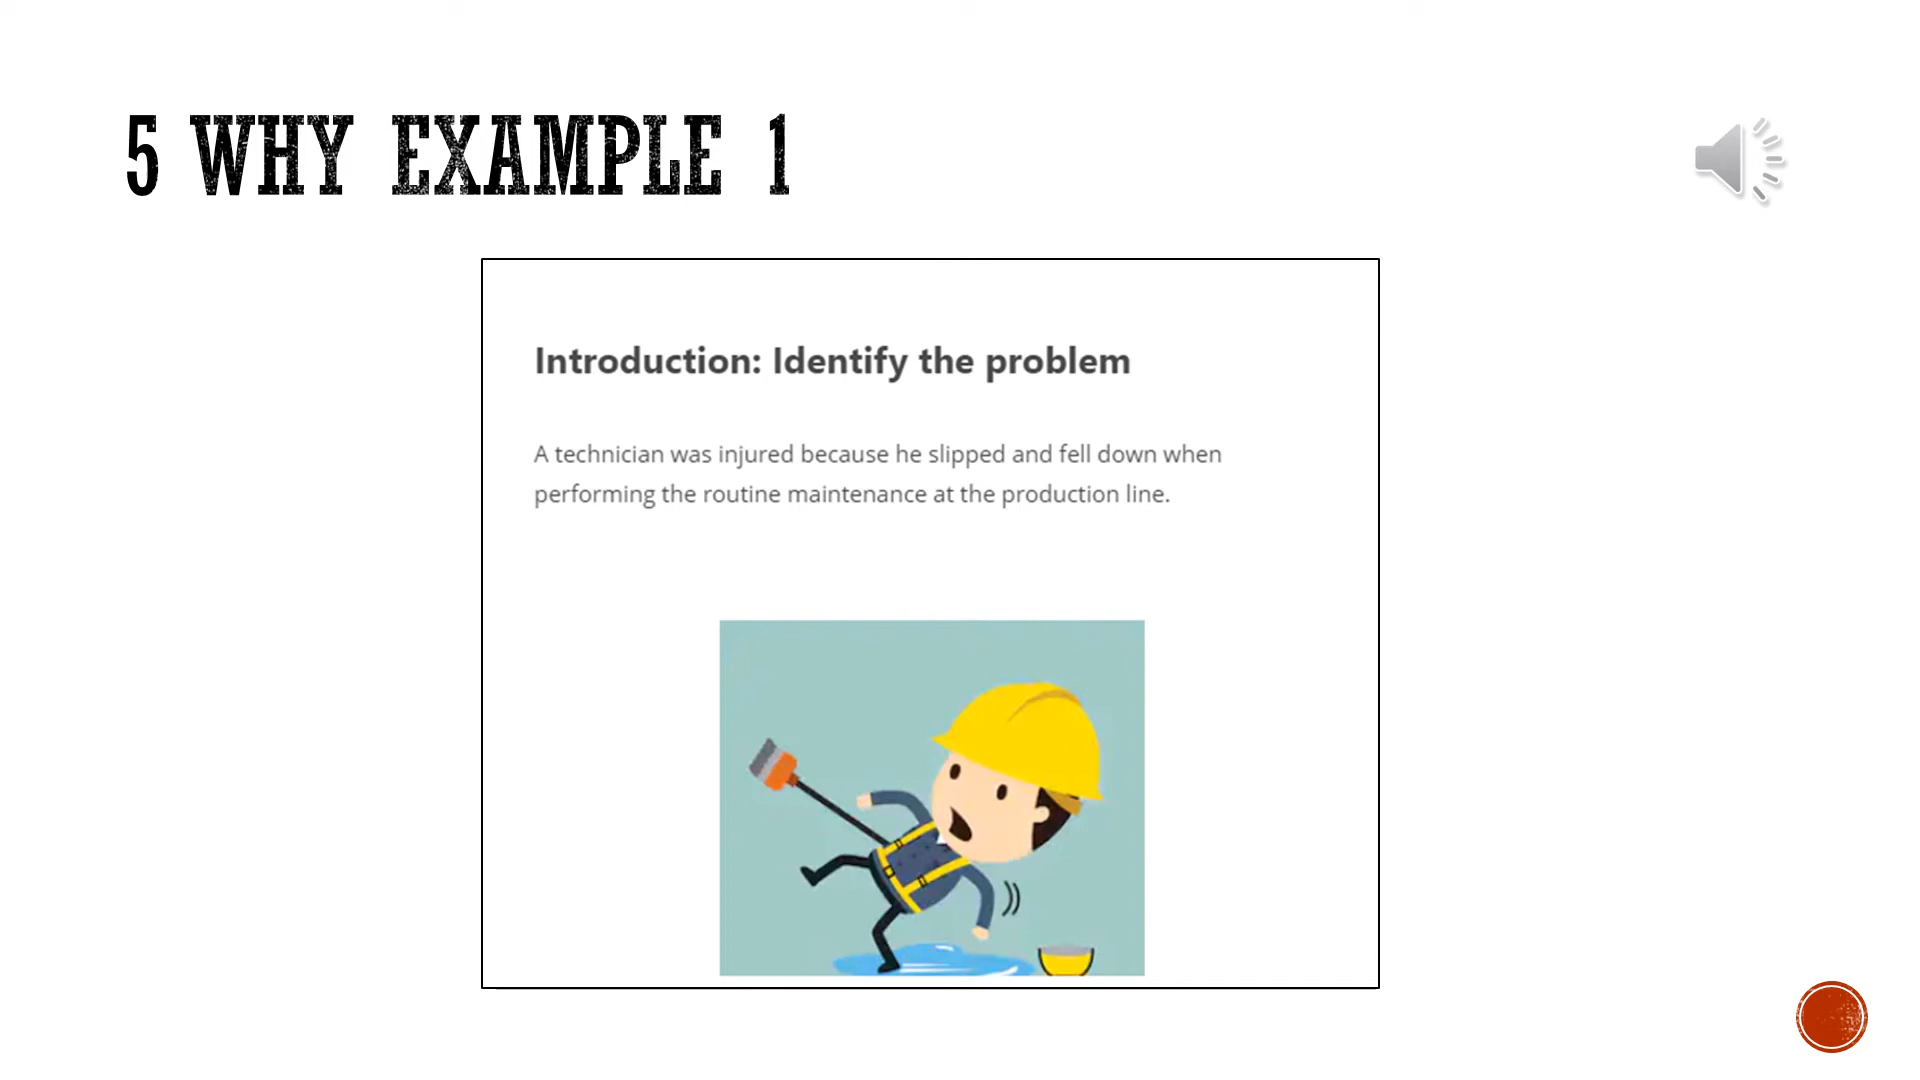 5 WHY EXAMPLE 1
Introduction: Identify the problem
A technician was injured because he slipped and fell down when
performing the routine maintenance at the production line.